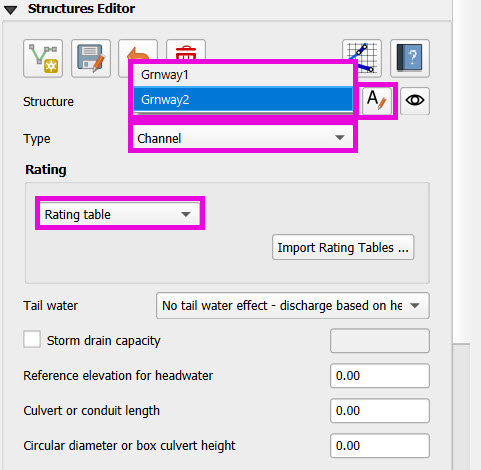 Structures Editor
Grnway1
Structure
Grnway2
A
Type
Channel
Rating
Rating table
Import Rating Tables ...
Tail water
No tail water effect - discharge based on he
Storm drain capacity
Reference elevation for headwater
0.00
Culvert or conduit length
0.00
Circular diameter or box culvert height
0.00
?